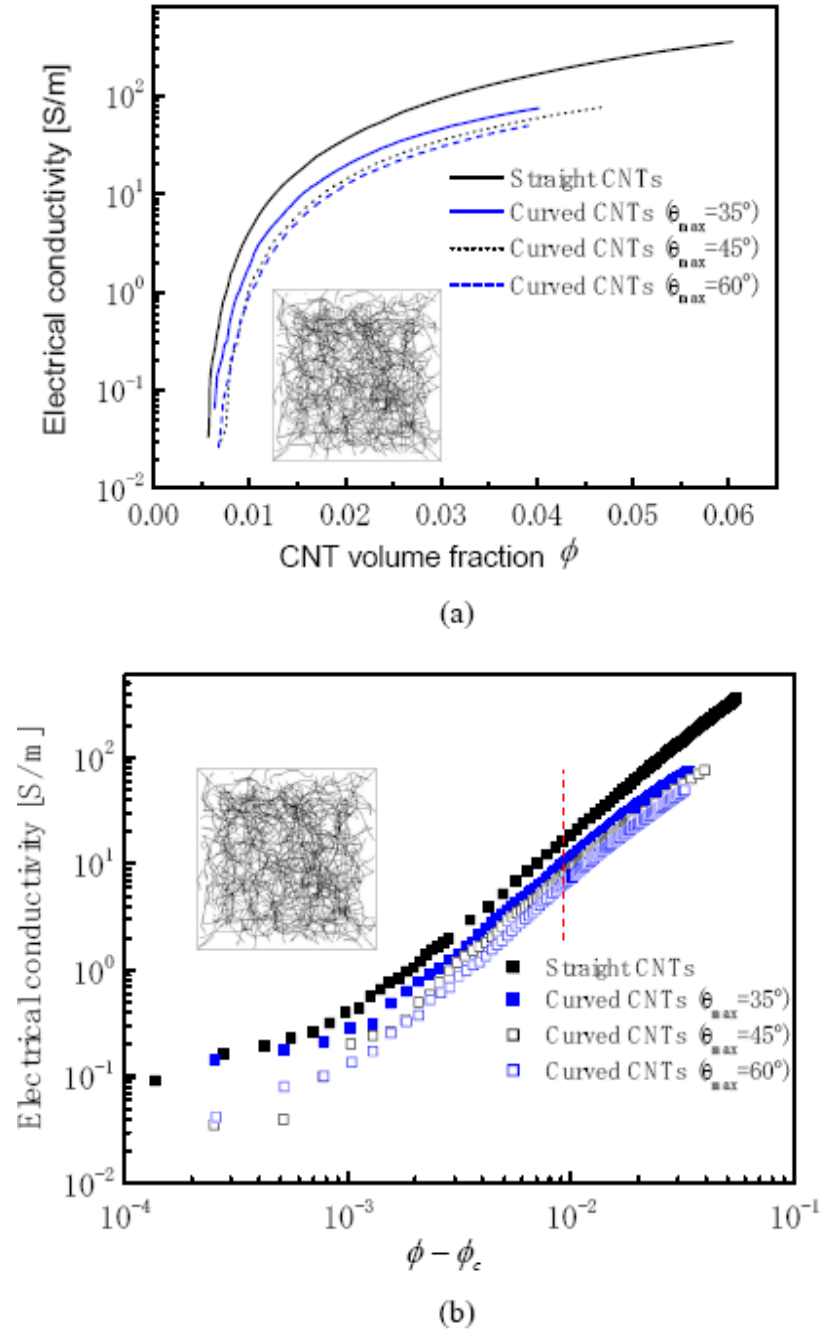 Electrical conductivity [S/m]
10²
10¹
10⁰
10⁻¹
10⁻²
Straight CNTs
Curved CNTs (θmax=35°)
Curved CNTs (θmax=45°)
Curved CNTs (θmax=60°)
0.00 0.01 0.02 0.03 0.04 0.05 0.06
CNT volume fraction ϕ
(a)
Electrical conductivity [S/m]
10²
10¹
10⁰
10⁻¹
10⁻²
Straight CNTs
Curved CNTs (θmax=35°)
Curved CNTs (θmax=45°)
Curved CNTs (θmax=60°)
10⁻⁴ 10⁻³ 10⁻² 10⁻¹
ϕ − ϕc
(b)